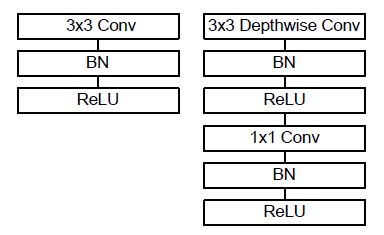 3x3 Conv
BN
ReLU
3x3 Depthwise Conv
BN
ReLU
1x1 Conv
BN
ReLU